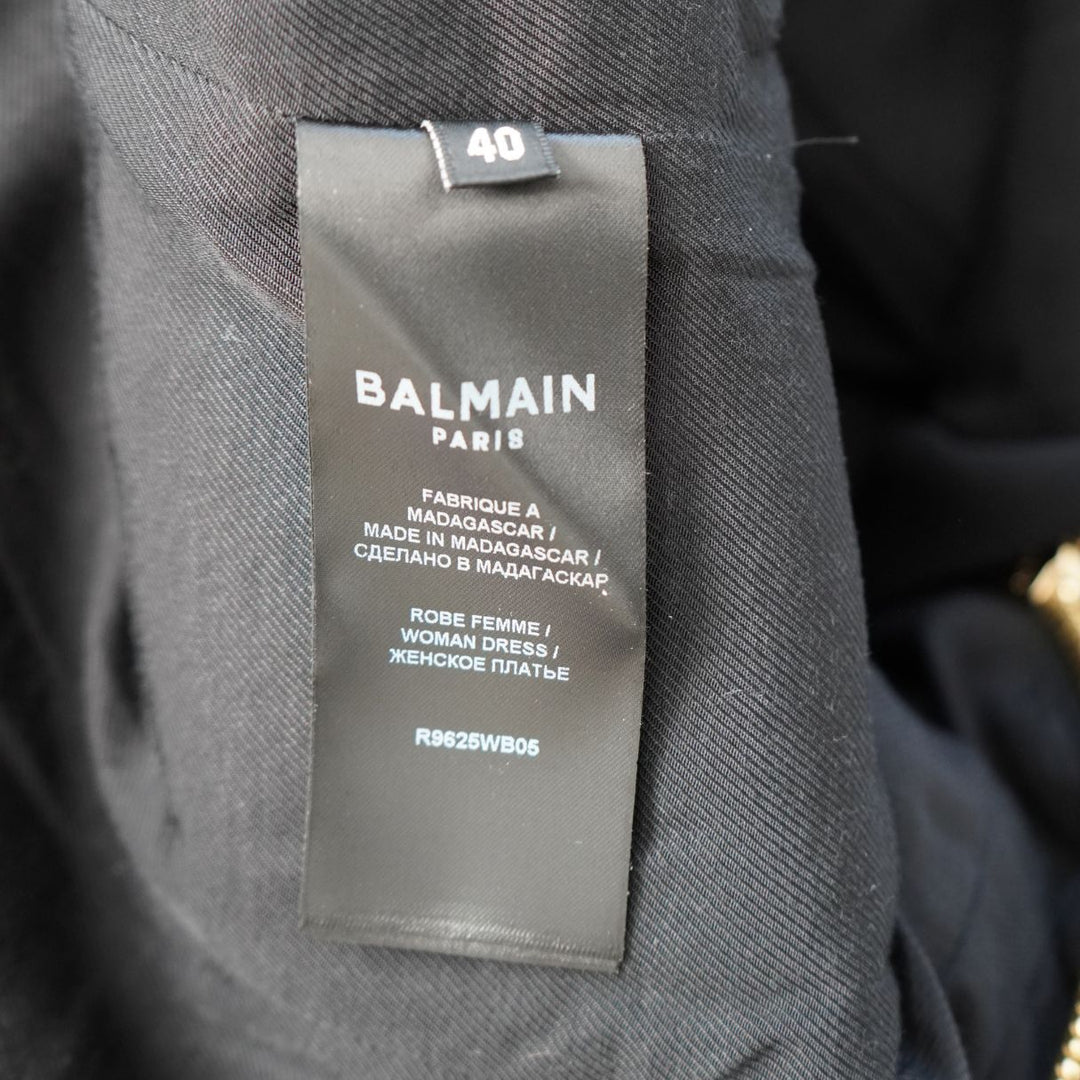 40
BALMAIN
PARIS
FABRIQUE A
MADAGASCAR /
MADE IN MADAGASCAR /
СДЕЛАНО В МАДАГАСКАР
ROBE FEMME /
WOMAN DRESS /
ЖЕНСКОЕ ПЛАТЬЕ
R9625WB05